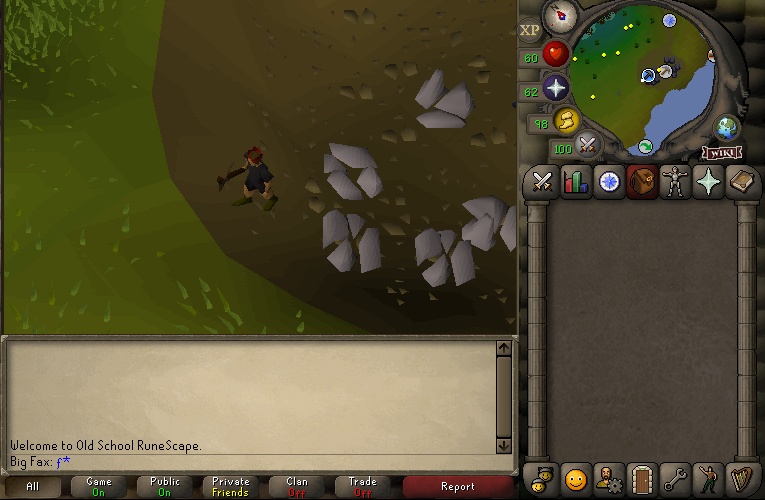 XP
60
62
98
100
WIKI
Welcome to Old School RuneScape.
Big Fax: f*
All
Game
On
Public
On
Private
Friends
Clan
Off
Trade
Off
Report